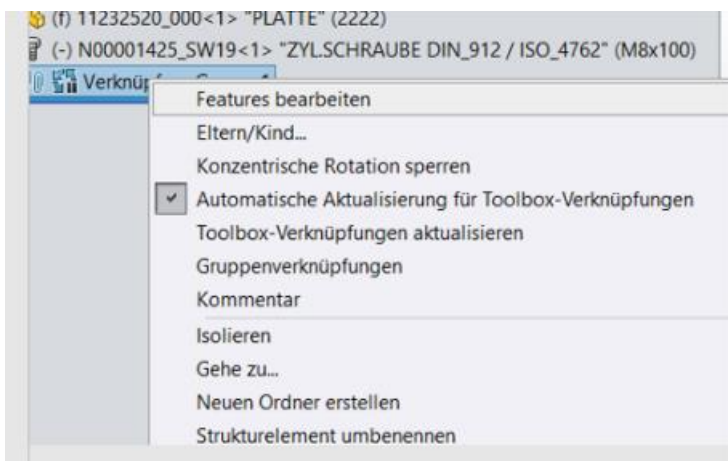 (f) 11232520_000<1> "PLATTE" (2222)
(-) N00001425_SW19<1> "ZYL.SCHRAUBE DIN_912 / ISO_4762" (M8x100)
Features bearbeiten
Eltern/Kind...
Konzentrische Rotation sperren
Automatische Aktualisierung für Toolbox-Verknüpfungen
Toolbox-Verknüpfungen aktualisieren
Gruppenverknüpfungen
Kommentar
Isolieren
Gehe zu...
Neuen Ordner erstellen
Strukturelement umbenennen